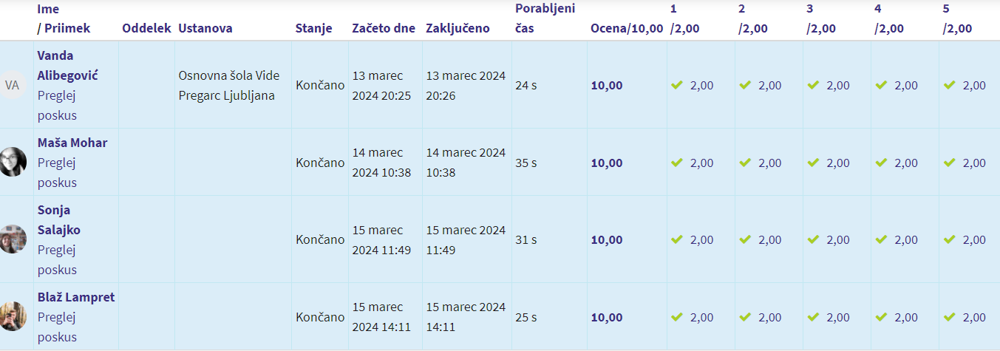 Ime
/ Priimek Oddelek Ustanova Stanje Začeto dne Zaključeno Porabljeni
čas Ocena/10,00 1
/2,00 2
/2,00 3
/2,00 4
/2,00 5
/2,00
VA
Vanda
Alibegović
Preglej
poskus
Osnovna šola Vide
Pregarc Ljubljana
Končano
13 marec
2024 20:25
13 marec 2024
20:26
24 s
10,00
2,00
2,00
2,00
2,00
2,00
Maša Mohar
Preglej
poskus
Končano
14 marec
2024 10:38
14 marec 2024
10:38
35 s
10,00
2,00
2,00
2,00
2,00
2,00
Sonja
Salajko
Preglej
poskus
Končano
15 marec
2024 11:49
15 marec 2024
11:49
31 s
10,00
2,00
2,00
2,00
2,00
2,00
Blaž Lampret
Preglej
poskus
Končano
15 marec
2024 14:11
15 marec 2024
14:11
25 s
10,00
2,00
2,00
2,00
2,00
2,00